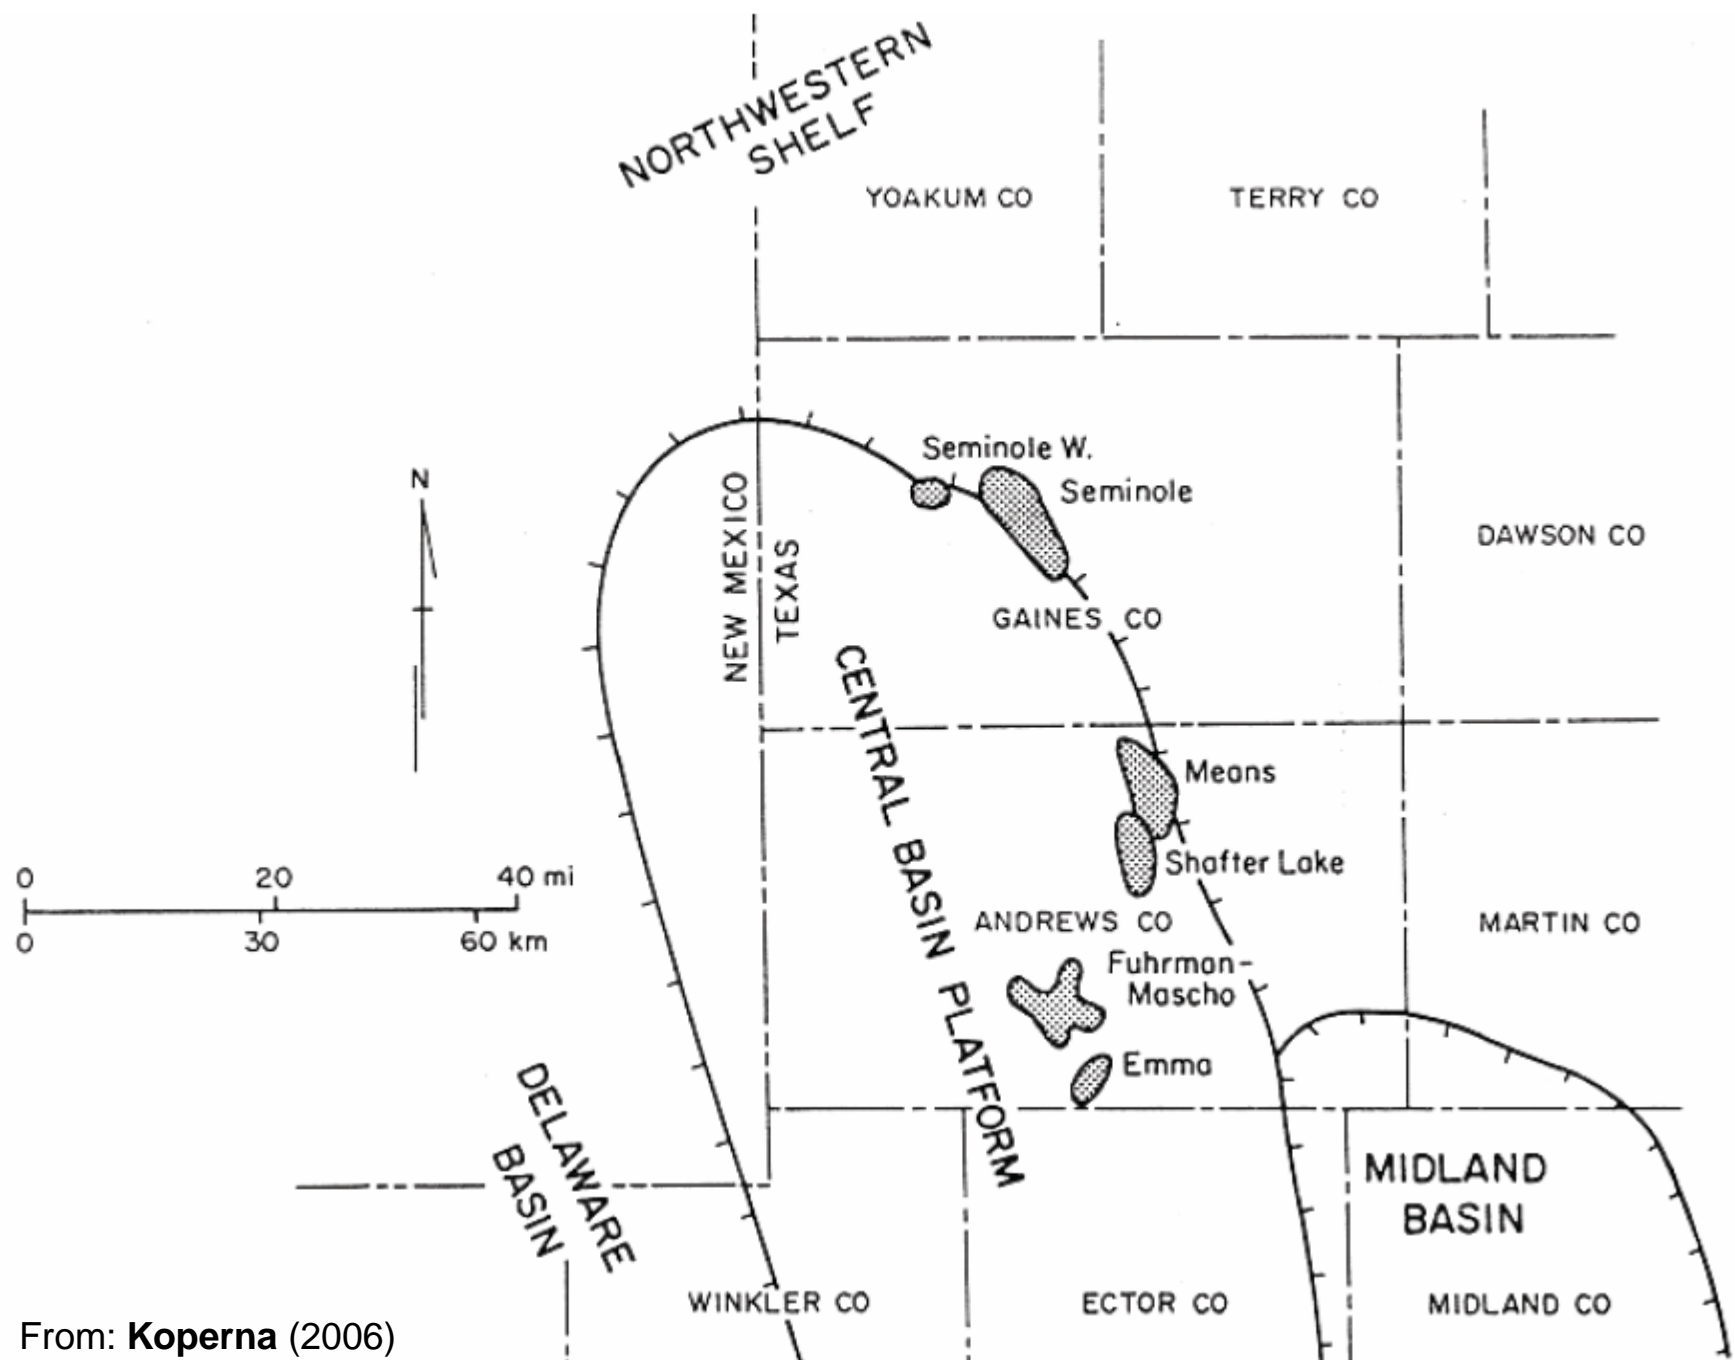 NORTHWESTERN
SHELF
YOAKUM CO
TERRY CO
Seminole W.
Seminole
N
NEW MEXICO
TEXAS
DAWSON CO
GAINES CO
CENTRAL BASIN PLATFORM
Means
Shafter Lake
0 20 40 mi
0 30 60 km
ANDREWS CO
MARTIN CO
Fuhrman-
Mascho
Emma
DELAWARE
BASIN
MIDLAND
BASIN
WINKLER CO
ECTOR CO
MIDLAND CO
From: Koperna (2006)